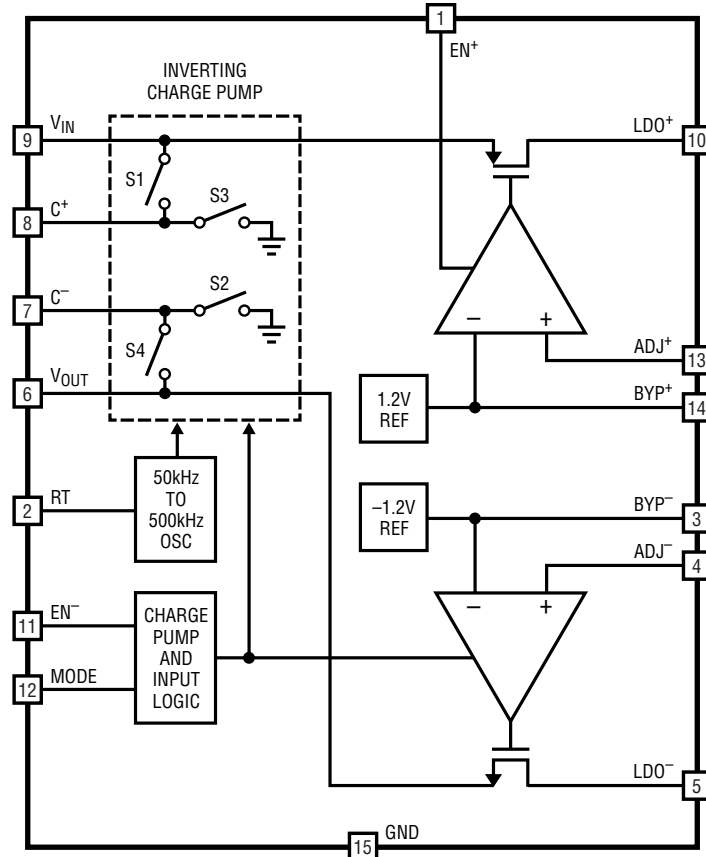 1
EN+
INVERTING
CHARGE PUMP
9
VIN
LDO+
10
S1
S3
8
C+
S2
7
C–
– +
S4
ADJ+
13
6
VOUT
1.2V
REF
BYP+
14
50kHz
TO
500kHz
OSC
2
RT
–1.2V
REF
BYP–
3
ADJ–
4
11
EN–
CHARGE
PUMP
AND
INPUT
LOGIC
– +
12
MODE
LDO–
5
15
GND